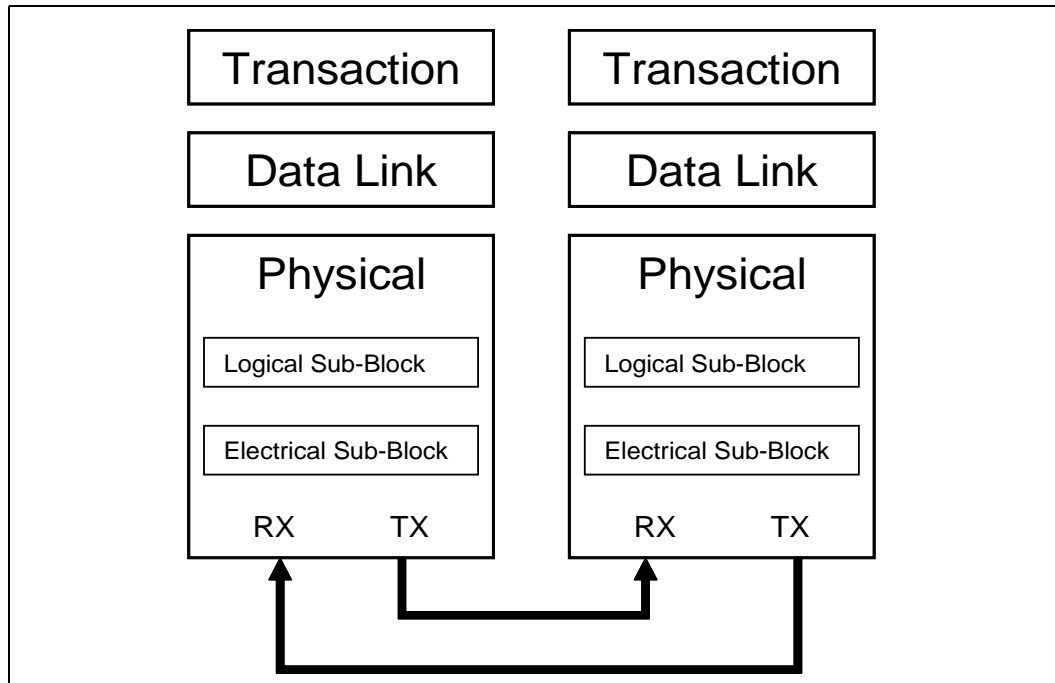 Transaction
Data Link
Physical
Logical Sub-Block
Electrical Sub-Block
RX TX
Transaction
Data Link
Physical
Logical Sub-Block
Electrical Sub-Block
RX TX